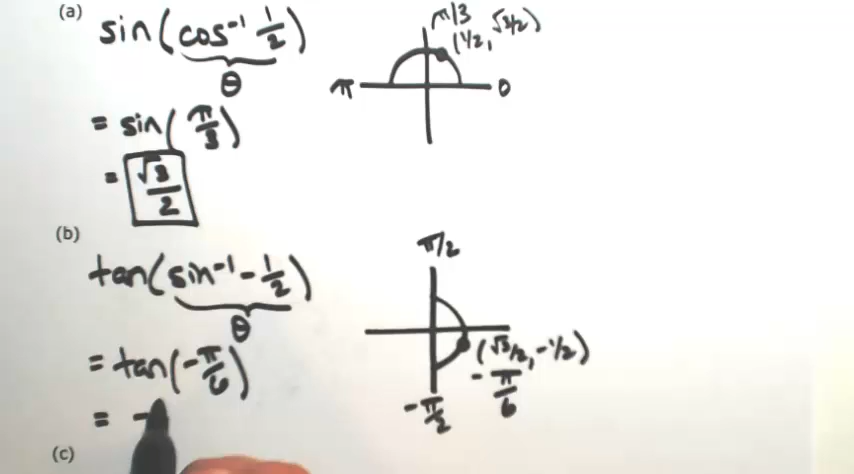 (a)
sin(cos⁻¹ 1/2)
θ
= sin(π/3)
= √3/2
π/3
(1/2, √3/2)
π 0
(b)
tan(sin⁻¹ -1/2)
θ
= tan(-π/6)
= -
π/2
(√3/2, -1/2)
-π/6
-π/2
(c)